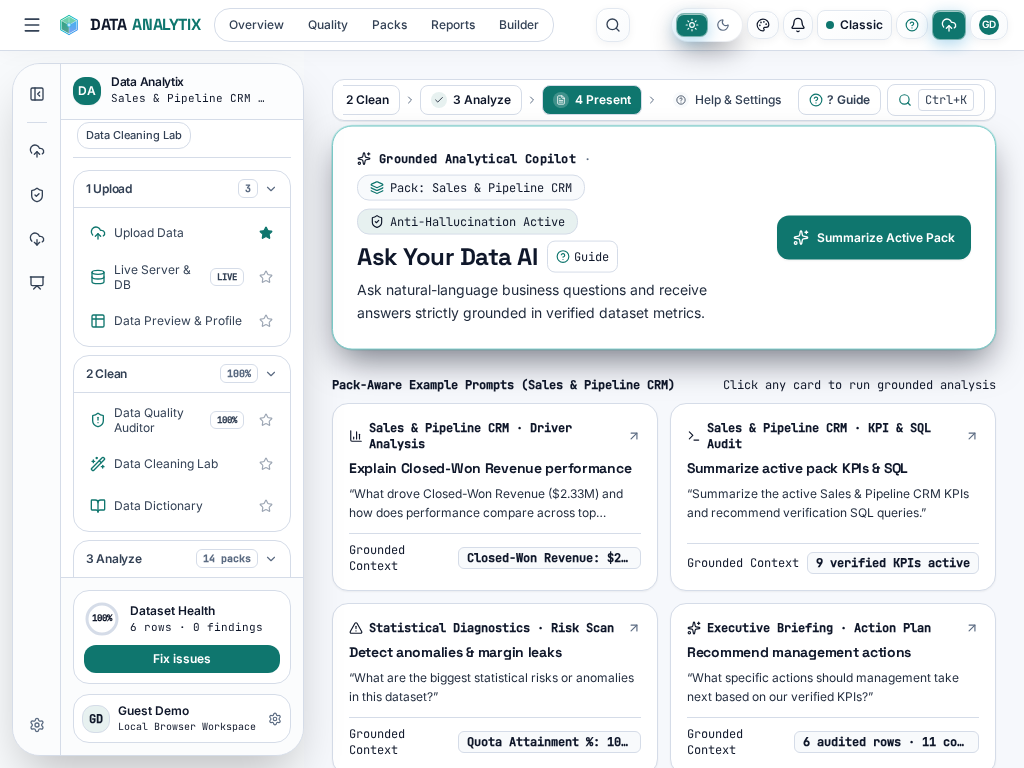 DATA ANALYTIX
Overview
Quality
Packs
Reports
Builder
Classic
GD
DA
Data Analytix
Sales & Pipeline CRM …
Data Cleaning Lab
1 Upload
3
Upload Data
Live Server &
DB
LIVE
Data Preview & Profile
2 Clean
100%
Data Quality
Auditor
100%
Data Cleaning Lab
Data Dictionary
3 Analyze
14 packs
100%
Dataset Health
6 rows · 0 findings
Fix issues
GD
Guest Demo
Local Browser Workspace
2 Clean
3 Analyze
4 Present
Help & Settings
? Guide
Ctrl+K
Grounded Analytical Copilot ·
Pack: Sales & Pipeline CRM
Anti-Hallucination Active
Ask Your Data AI
Guide
Ask natural-language business questions and receive
answers strictly grounded in verified dataset metrics.
Summarize Active Pack
Pack-Aware Example Prompts (Sales & Pipeline CRM)
Click any card to run grounded analysis
Sales & Pipeline CRM · Driver
Analysis
Explain Closed-Won Revenue performance
“What drove Closed-Won Revenue ($2.33M) and
how does performance compare across top…
Grounded
Context
Closed-Won Revenue: $2…
Sales & Pipeline CRM · KPI & SQL
Audit
Summarize active pack KPIs & SQL
“Summarize the active Sales & Pipeline CRM KPIs
and recommend verification SQL queries.”
Grounded Context
9 verified KPIs active
Statistical Diagnostics · Risk Scan
Detect anomalies & margin leaks
“What are the biggest statistical risks or anomalies
in this dataset?”
Grounded
Context
Quota Attainment %: 10…
Executive Briefing · Action Plan
Recommend management actions
“What specific actions should management take
next based on our verified KPIs?”
Grounded
Context
6 audited rows · 11 co…